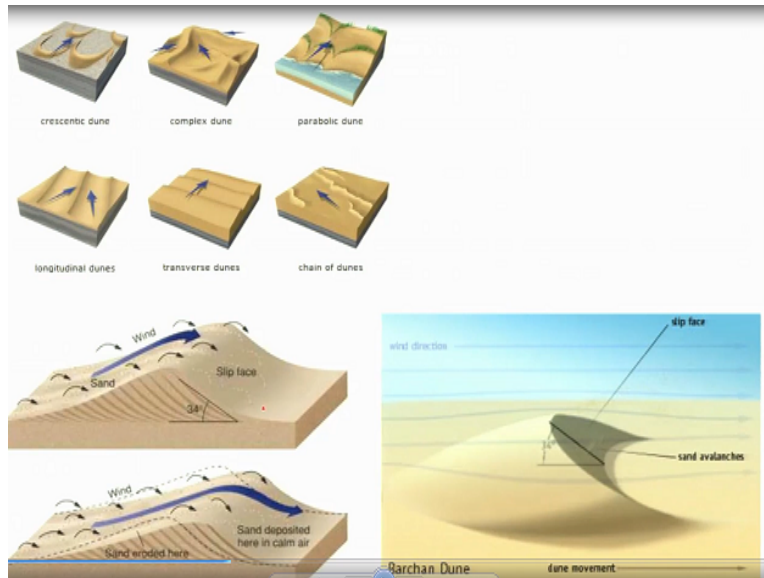 crescentic dune
complex dune
parabolic dune
longitudinal dunes
transverse dunes
chain of dunes
Wind
Sand
Slip face
34°
Wind
Sand deposited
here in calm air
Sand eroded here
slip face
wind direction
sand avalanches
Barchan Dune
dune movement